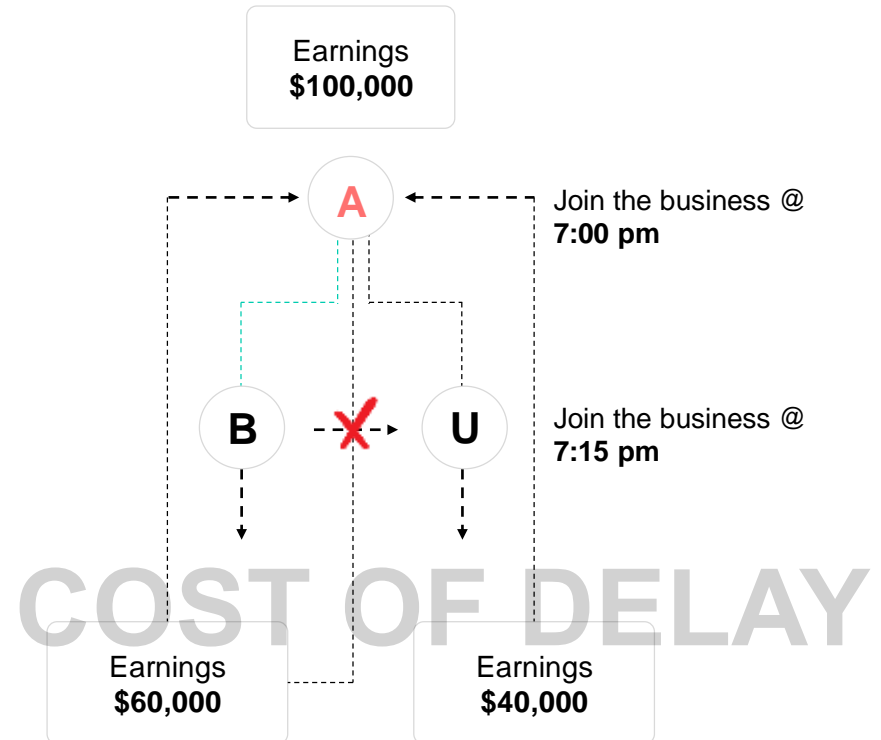 Earnings
$100,000
A
Join the business @
7:00 pm
B
U
Join the business @
7:15 pm
COST OF DELAY
Earnings
$60,000
Earnings
$40,000